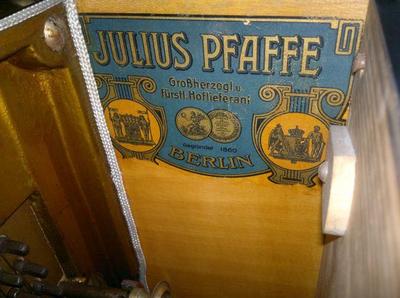 JULIUS PFAFFE
Großherzogl. u.
Fürstl. Hoflieferant
Gegründet 1860
BERLIN